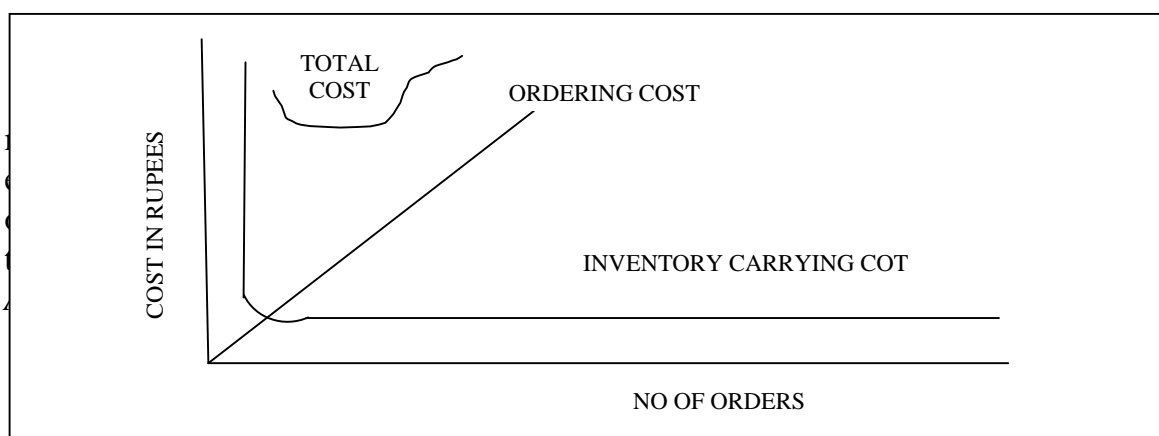 TOTAL
COST
ORDERING COST
COST IN RUPEES
INVENTORY CARRYING COT
NO OF ORDERS